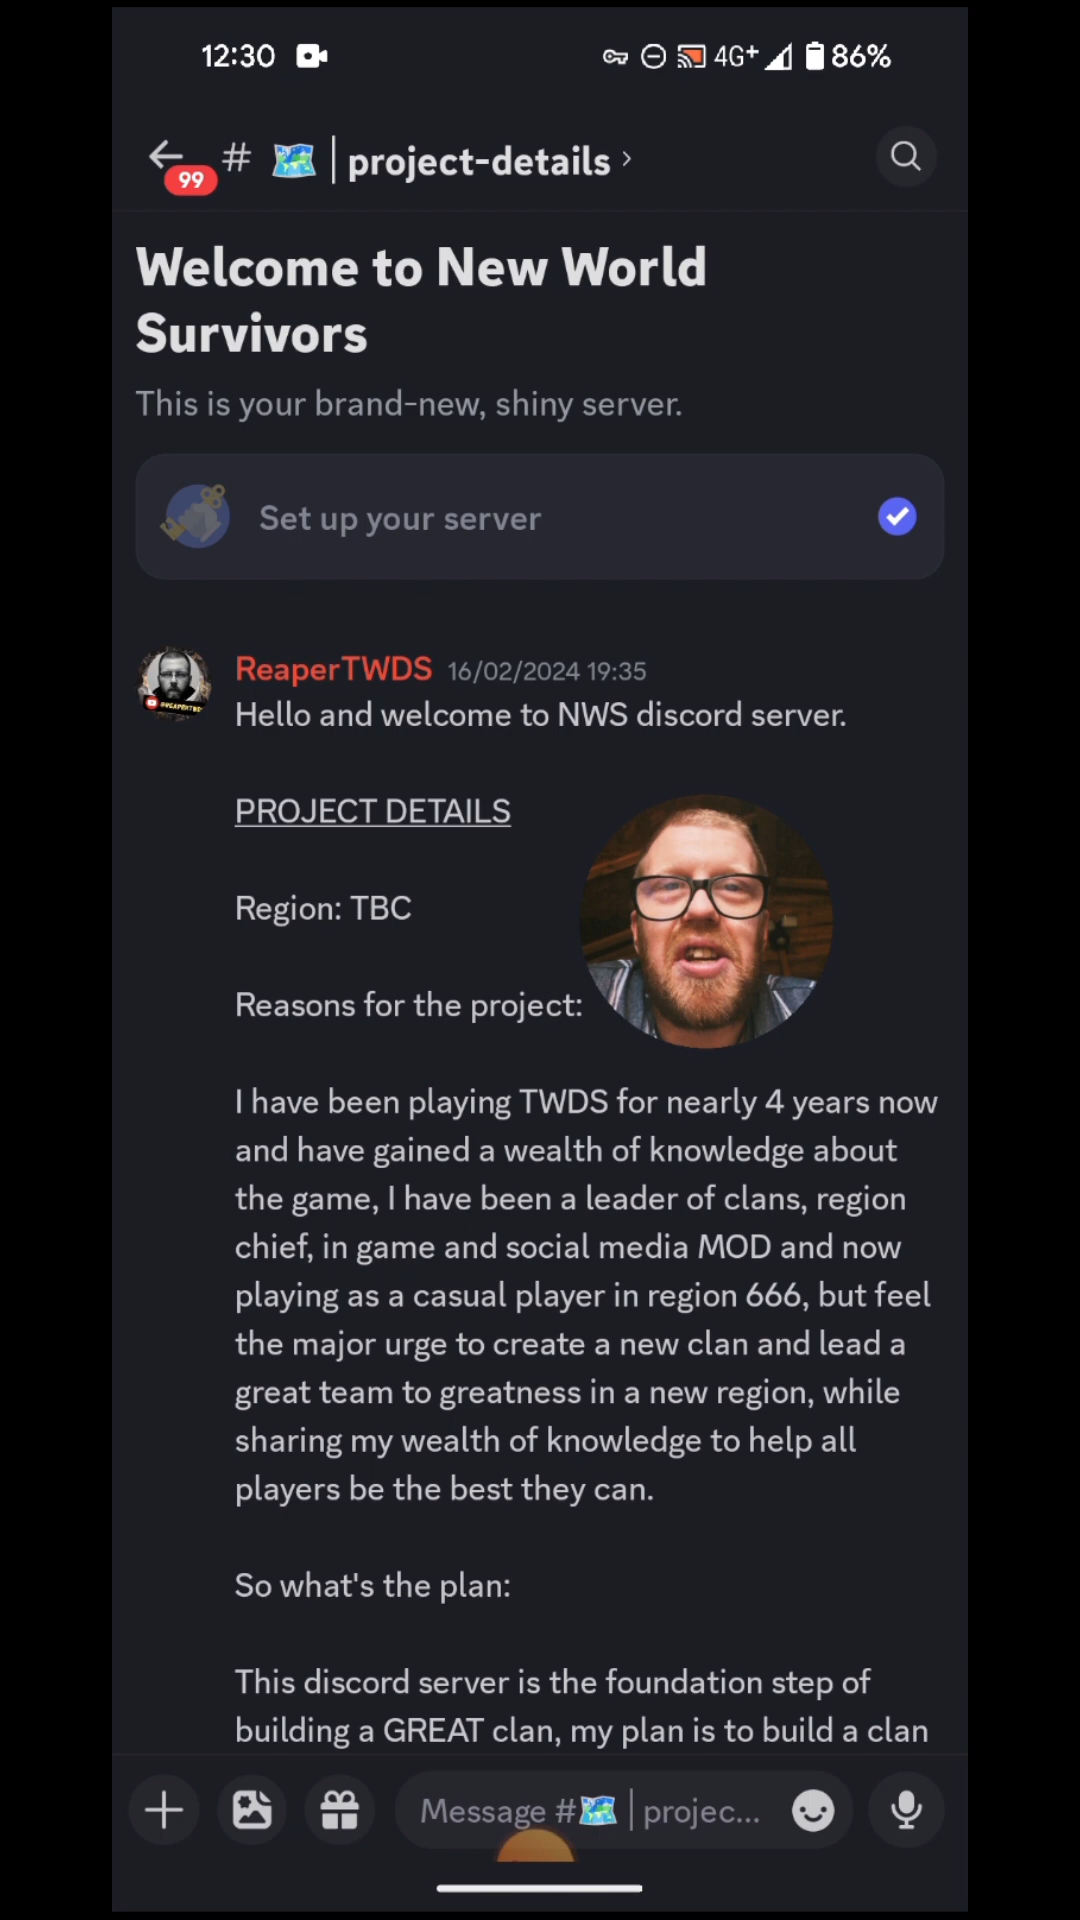 12:30
4G+ 86%
99
# | project-details ›
Welcome to New World
Survivors
This is your brand-new, shiny server.
Set up your server
ReaperTWDS 16/02/2024 19:35
Hello and welcome to NWS discord server.
PROJECT DETAILS
Region: TBC
Reasons for the project:
I have been playing TWDS for nearly 4 years now
and have gained a wealth of knowledge about
the game, I have been a leader of clans, region
chief, in game and social media MOD and now
playing as a casual player in region 666, but feel
the major urge to create a new clan and lead a
great team to greatness in a new region, while
sharing my wealth of knowledge to help all
players be the best they can.
So what's the plan:
This discord server is the foundation step of
building a GREAT clan, my plan is to build a clan
Message # | projec...